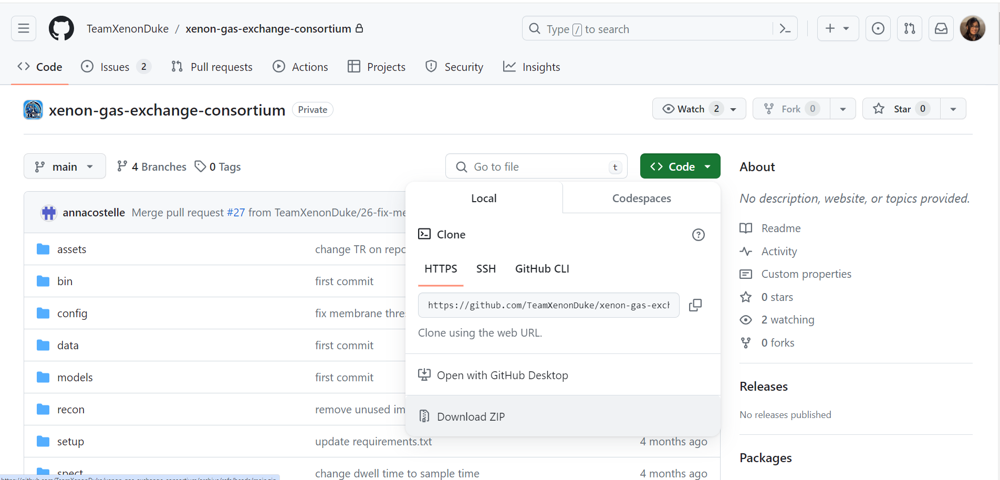 TeamXenonDuke / xenon-gas-exchange-consortium
Type / to search
Code
Issues 2
Pull requests
Actions
Projects
Security
Insights
xenon-gas-exchange-consortium Private
Watch 2
Fork 0
Star 0
main
4 Branches
0 Tags
Go to file t
Code
annacostelle Merge pull request #27 from TeamXenonDuke/26-fix-me
assets change TR on repo
bin first commit
config fix membrane thres
data first commit
models first commit
recon remove unused im
setup update requirements.txt 4 months ago
spect change dwell time to sample time 4 months ago
Local
Codespaces
Clone
HTTPS
SSH
GitHub CLI
https://github.com/TeamXenonDuke/xenon-gas-exch
Clone using the web URL.
Open with GitHub Desktop
Download ZIP
About
No description, website, or topics provided.
Readme
Activity
Custom properties
0 stars
2 watching
0 forks
Releases
No releases published
Packages